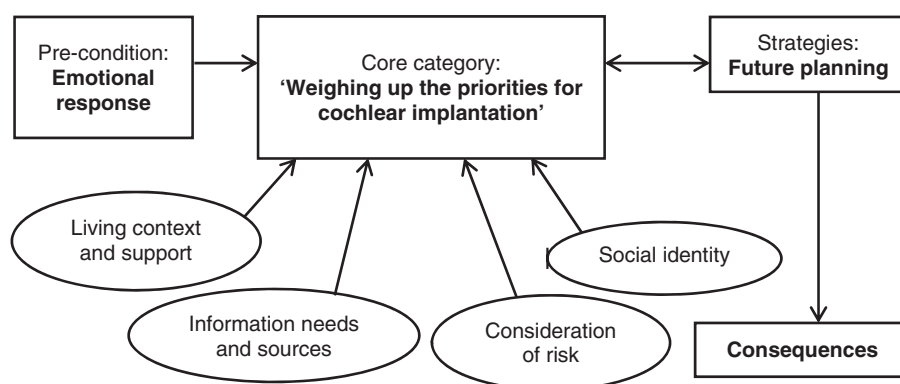 Pre-condition:
Emotional
response
Core category:
‘Weighing up the priorities for
cochlear implantation’
Strategies:
Future planning
Living context
and support
Information needs
and sources
Consideration
of risk
Social identity
Consequences